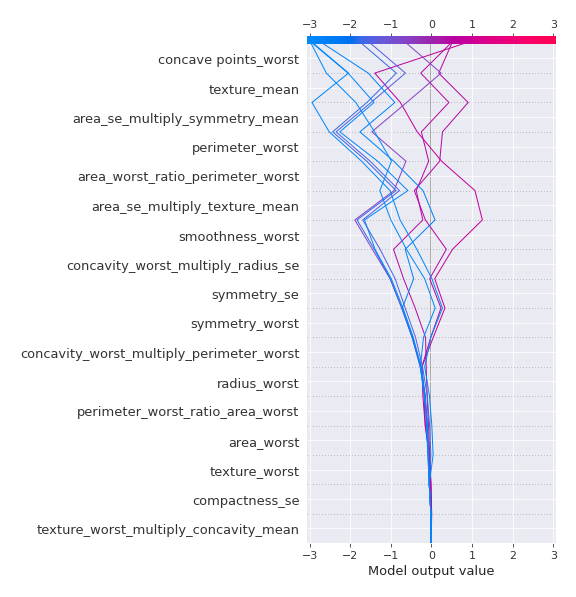 −3 −2 −1 0 1 2 3
concave points_worst
texture_mean
area_se_multiply_symmetry_mean
perimeter_worst
area_worst_ratio_perimeter_worst
area_se_multiply_texture_mean
smoothness_worst
concavity_worst_multiply_radius_se
symmetry_se
symmetry_worst
concavity_worst_multiply_perimeter_worst
radius_worst
perimeter_worst_ratio_area_worst
area_worst
texture_worst
compactness_se
texture_worst_multiply_concavity_mean
−3 −2 −1 0 1 2 3
Model output value